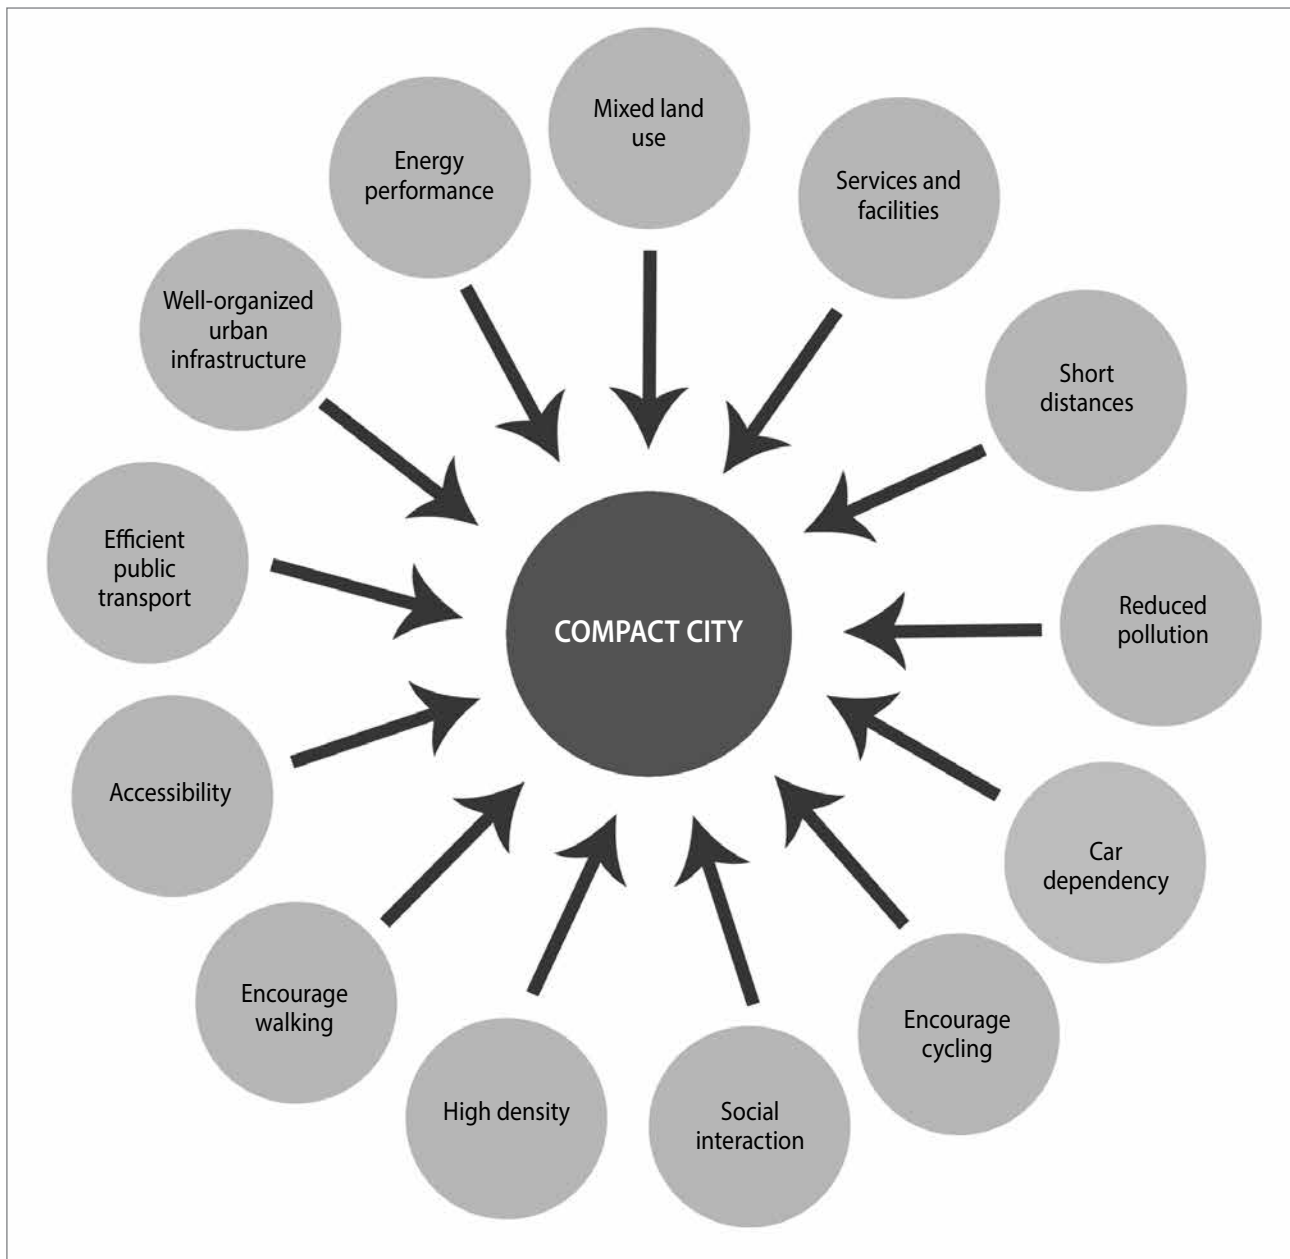 Mixed land
use
Services and
facilities
Short
distances
Reduced
pollution
Car
dependency
Encourage
cycling
Social
interaction
High density
Encourage
walking
Accessibility
Efficient
public
transport
Well-organized
urban
infrastructure
Energy
performance
COMPACT CITY